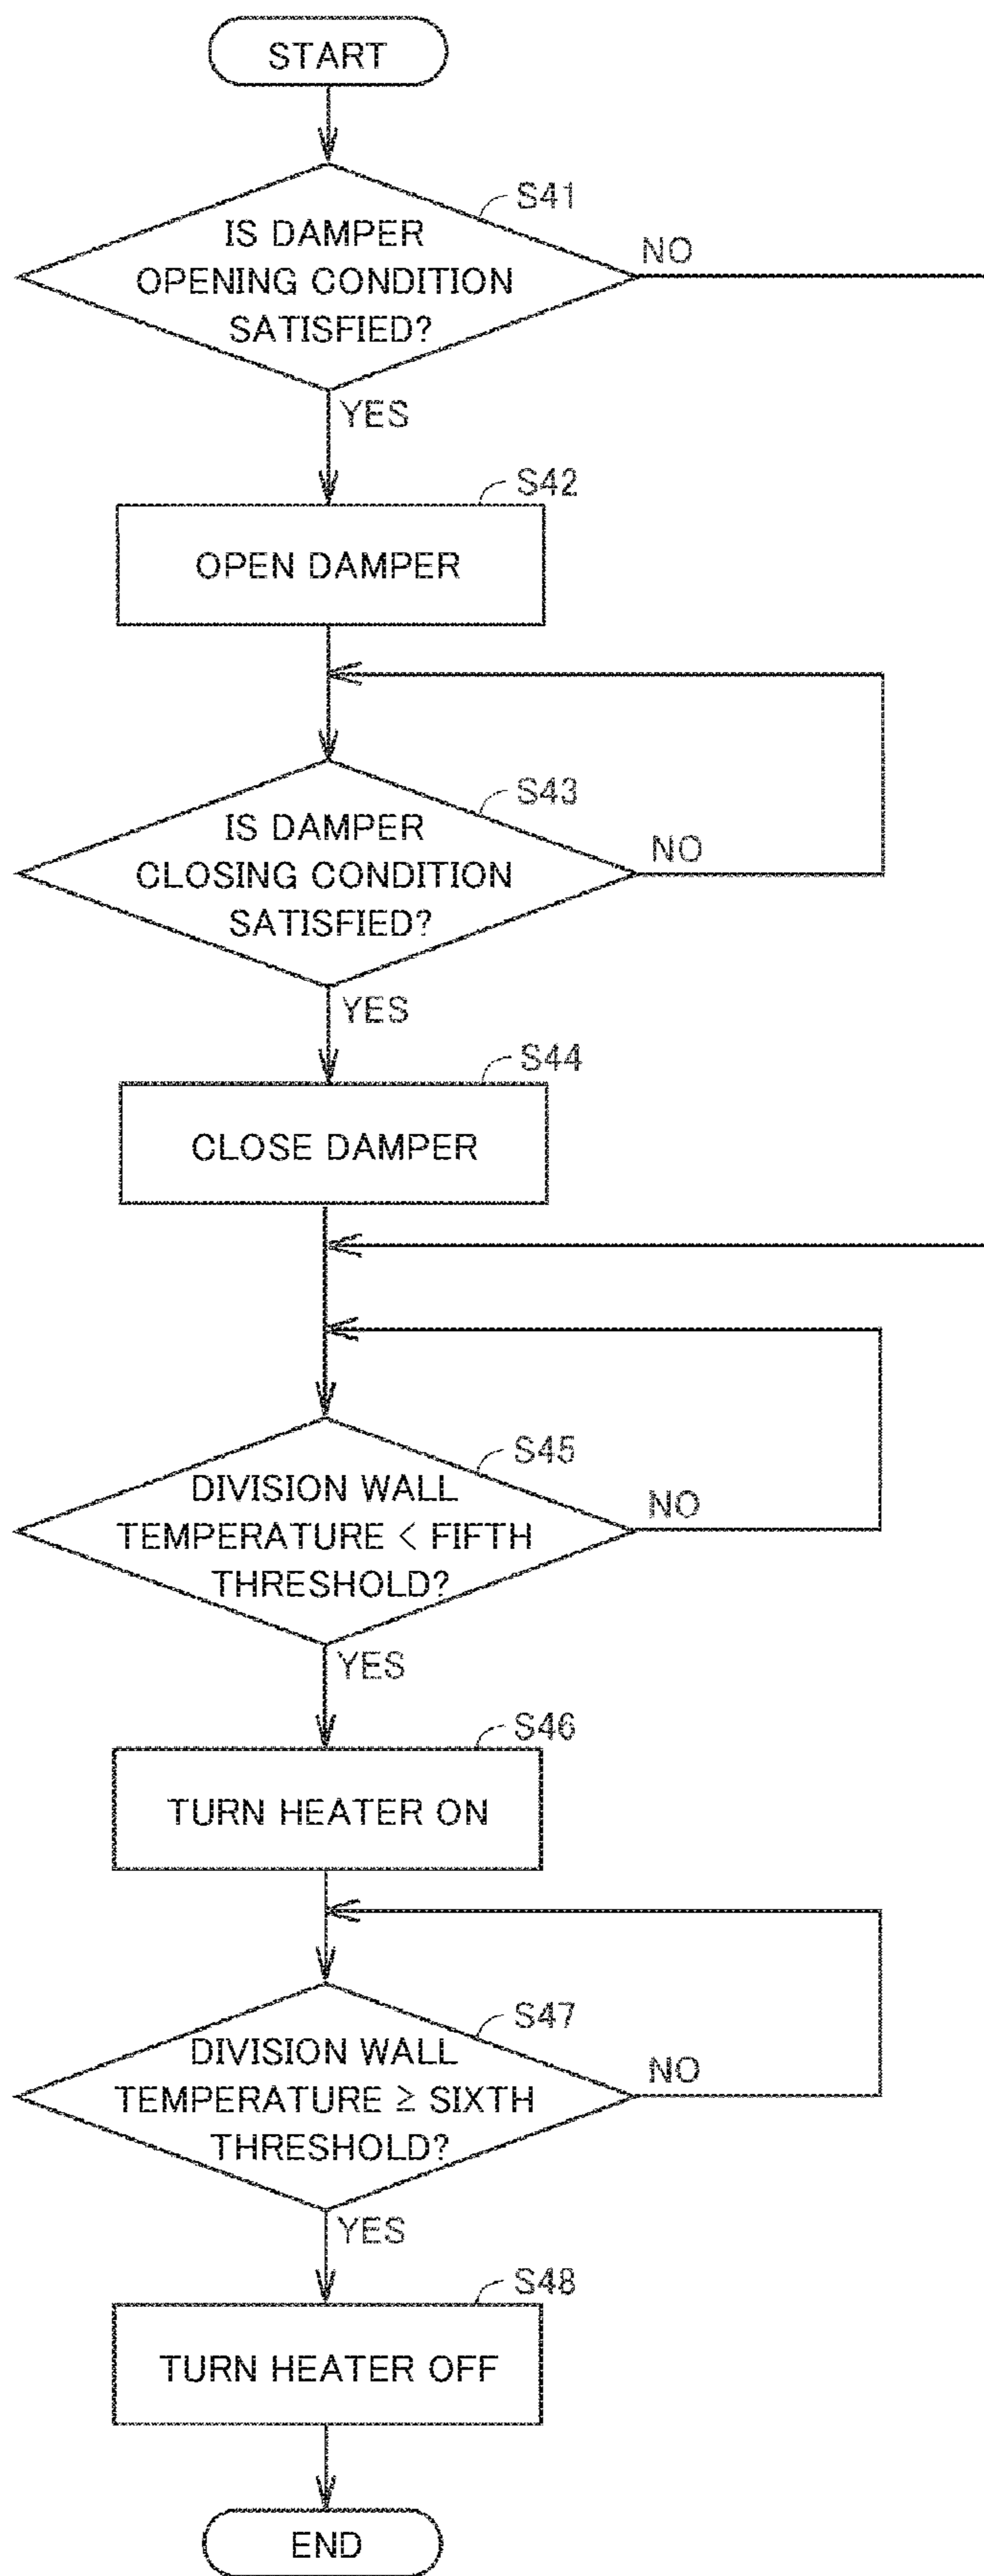 START
S41
IS DAMPER
OPENING CONDITION
SATISFIED?
NO
YES
S42
OPEN DAMPER
S43
IS DAMPER
CLOSING CONDITION
SATISFIED?
NO
YES
S44
CLOSE DAMPER
S45
DIVISION WALL
TEMPERATURE < FIFTH
THRESHOLD?
NO
YES
S46
TURN HEATER ON
S47
DIVISION WALL
TEMPERATURE ≥ SIXTH
THRESHOLD?
NO
YES
S48
TURN HEATER OFF
END